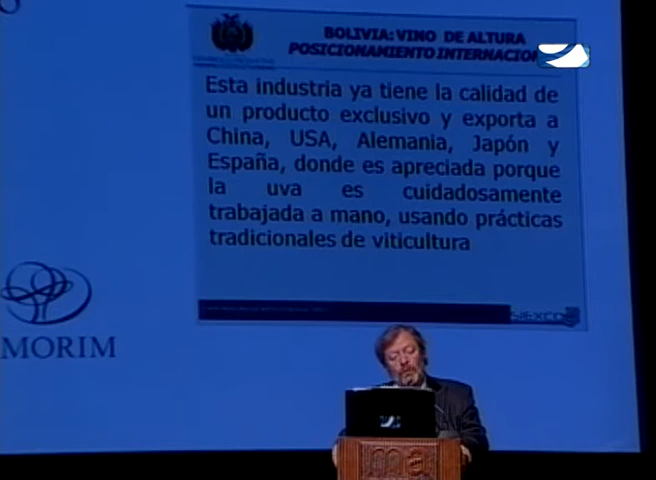 BOLIVIA: VINO DE ALTURA
POSICIONAMIENTO INTERNACION
Esta industria ya tiene la calidad de
un producto exclusivo y exporta a
China, USA, Alemania, Japón y
España, donde es apreciada porque
la uva es cuidadosamente
trabajada a mano, usando prácticas
tradicionales de viticultura
SIEXCO
MORIM
ma